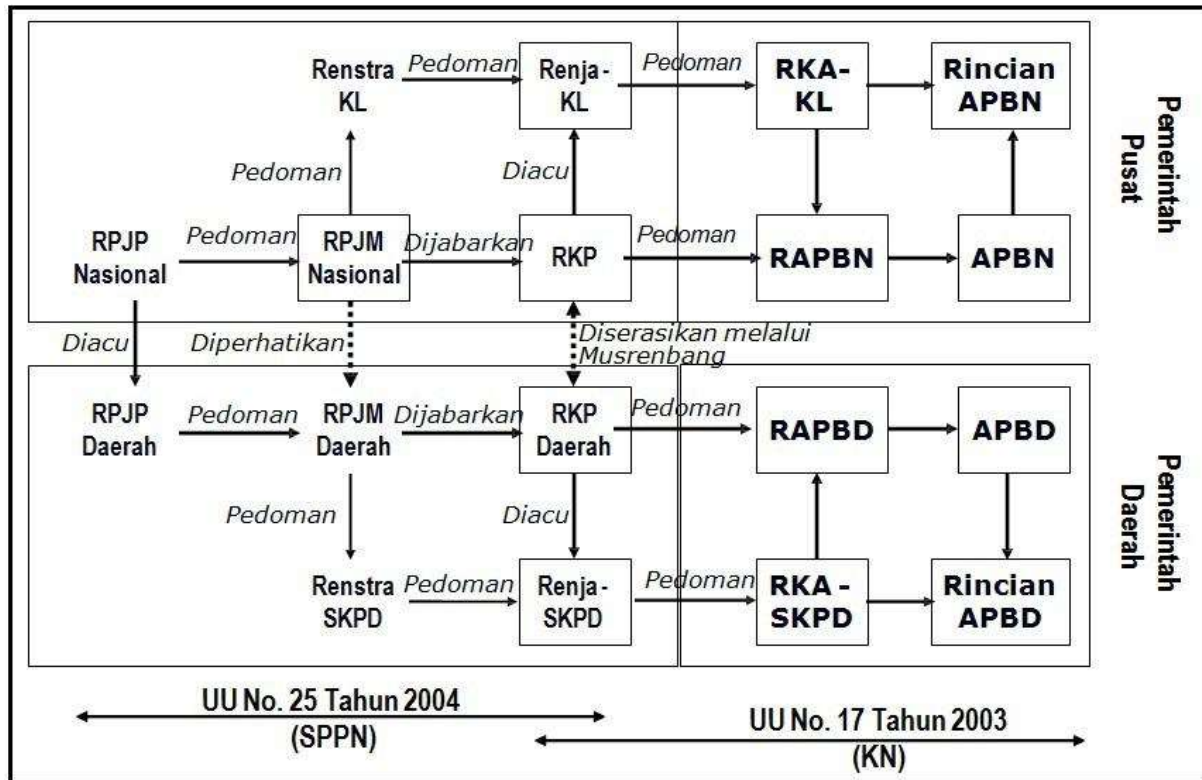 Renstra
KL
Pedoman
Renja -
KL
Pedoman
RKA-
KL
Rincian
APBN
Pedoman
Diacu
RPJP
Nasional
Pedoman
RPJM
Nasional
Dijabarkan
RKP
Pedoman
RAPBN
APBN
Pemerintah
Pusat
Diacu
Diperhatikan
Diserasikan melalui
Musrenbang
RPJP
Daerah
Pedoman
RPJM
Daerah
Dijabarkan
RKP
Daerah
Pedoman
RAPBD
APBD
Pedoman
Diacu
Renstra
SKPD
Pedoman
Renja -
SKPD
Pedoman
RKA -
SKPD
Rincian
APBD
Pemerintah
Daerah
UU No. 25 Tahun 2004
(SPPN)
UU No. 17 Tahun 2003
(KN)